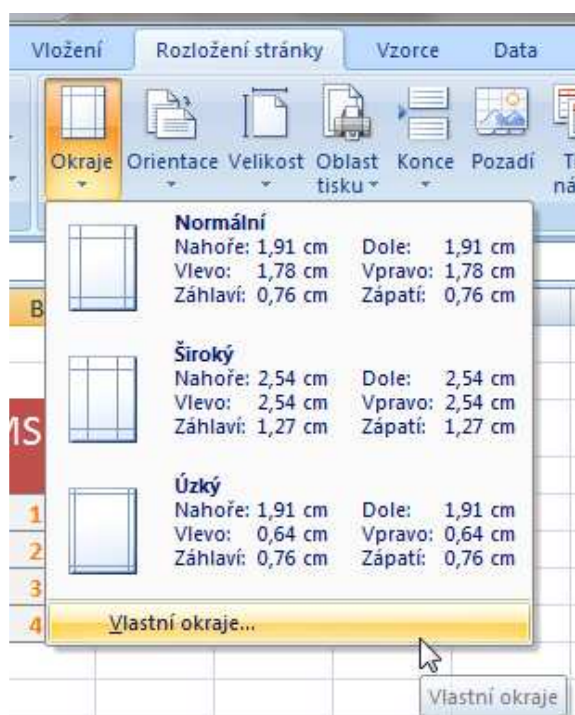 Vložení Rozložení stránky Vzorce Data
Okraje Orientace Velikost Oblast tisku Konce Pozadí
Normální
Nahoře: 1,91 cm Dole: 1,91 cm
Vlevo: 1,78 cm Vpravo: 1,78 cm
Záhlaví: 0,76 cm Zápatí: 0,76 cm
B
Široký
Nahoře: 2,54 cm Dole: 2,54 cm
Vlevo: 2,54 cm Vpravo: 2,54 cm
Záhlaví: 1,27 cm Zápatí: 1,27 cm
Úzký
Nahoře: 1,91 cm Dole: 1,91 cm
Vlevo: 0,64 cm Vpravo: 0,64 cm
Záhlaví: 0,76 cm Zápatí: 0,76 cm
1
2
3
4
Vlastní okraje...
Vlastní okraje